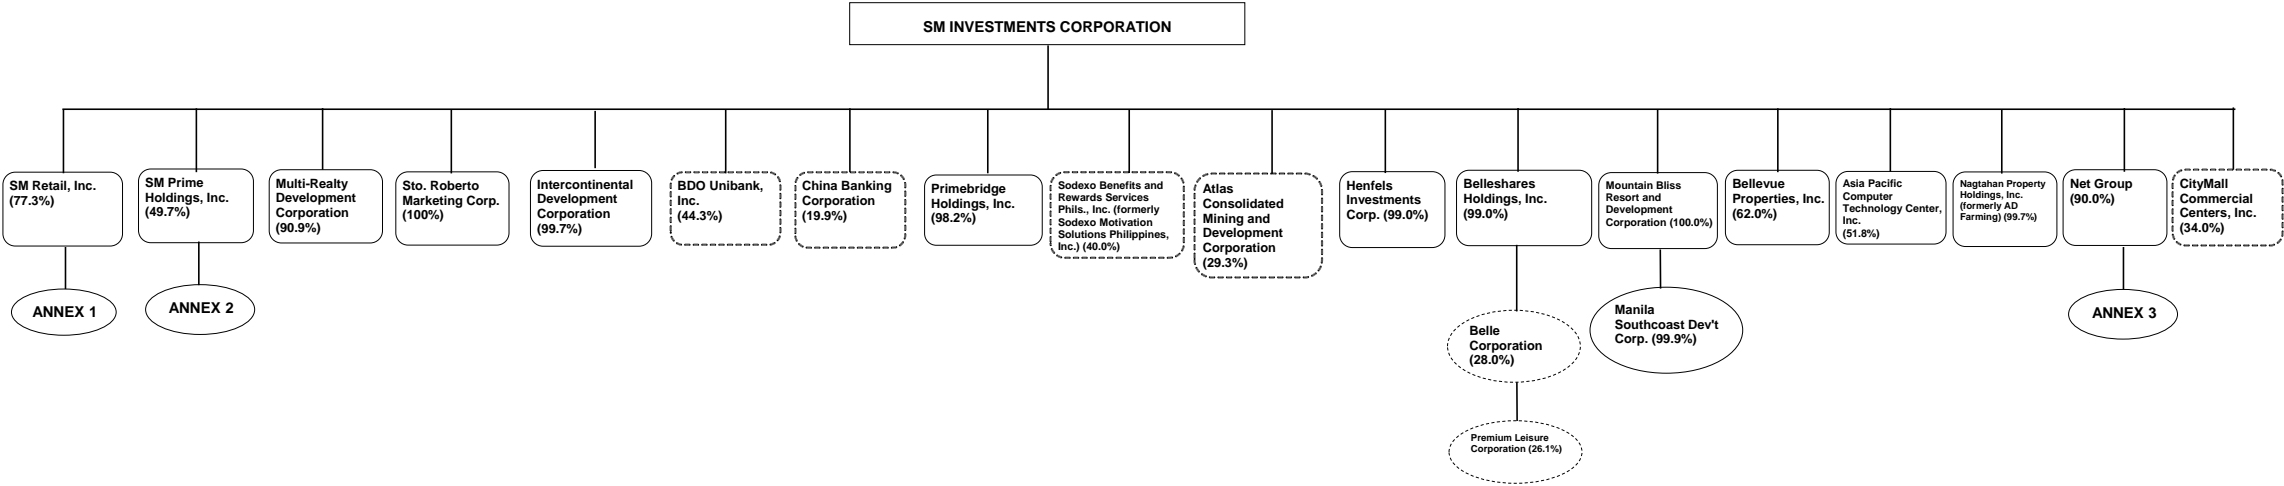 SM INVESTMENTS CORPORATION
SM Retail, Inc.
(77.3%)
SM Prime
Holdings, Inc.
(49.7%)
Multi-Realty
Development
Corporation
(90.9%)
Sto. Roberto
Marketing Corp.
(100%)
Intercontinental
Development
Corporation
(99.7%)
BDO Unibank,
Inc.
(44.3%)
China Banking
Corporation
(19.9%)
Primebridge
Holdings, Inc.
(98.2%)
Sodexo Benefits and
Rewards Services
Phils., Inc. (formerly
Sodexo Motivation
Solutions Philippines,
Inc.) (40.0%)
Atlas
Consolidated
Mining and
Development
Corporation
(29.3%)
Henfels
Investments
Corp. (99.0%)
Belleshares
Holdings, Inc.
(99.0%)
Mountain Bliss
Resort and
Development
Corporation (100.0%)
Bellevue
Properties, Inc.
(62.0%)
Asia Pacific
Computer
Technology Center,
Inc.
(51.8%)
Nagtahan Property
Holdings, Inc.
(formerly AD
Farming) (99.7%)
Net Group
(90.0%)
CityMall
Commercial
Centers, Inc.
(34.0%)
ANNEX 1
ANNEX 2
Belle
Corporation
(28.0%)
Manila
Southcoast Dev't
Corp. (99.9%)
ANNEX 3
Premium Leisure
Corporation (26.1%)